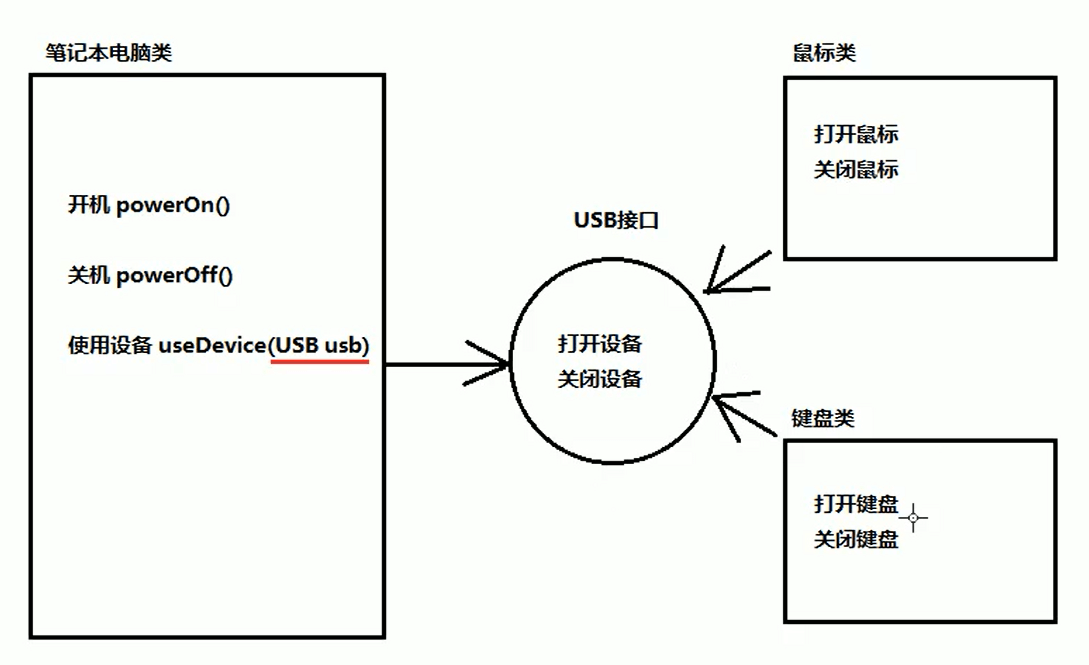 笔记本电脑类
开机 powerOn()
关机 powerOff()
使用设备 useDevice(USB usb)
USB接口
打开设备
关闭设备
鼠标类
打开鼠标
关闭鼠标
键盘类
打开键盘
关闭键盘